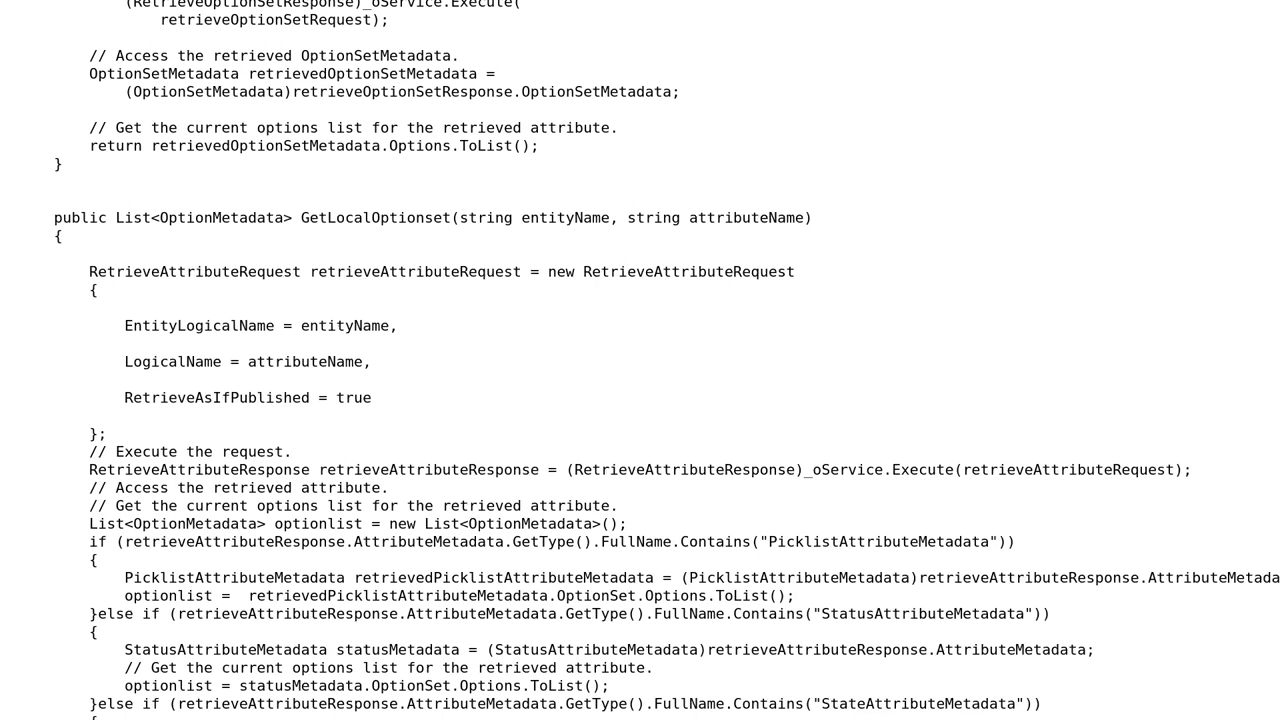 (RetrieveOptionSetResponse)_oService.Execute(
retrieveOptionSetRequest);
// Access the retrieved OptionSetMetadata.
OptionSetMetadata retrievedOptionSetMetadata =
(OptionSetMetadata)retrieveOptionSetResponse.OptionSetMetadata;
// Get the current options list for the retrieved attribute.
return retrievedOptionSetMetadata.Options.ToList();
}
public List<OptionMetadata> GetLocalOptionset(string entityName, string attributeName)
{
RetrieveAttributeRequest retrieveAttributeRequest = new RetrieveAttributeRequest
{
EntityLogicalName = entityName,
LogicalName = attributeName,
RetrieveAsIfPublished = true
};
// Execute the request.
RetrieveAttributeResponse retrieveAttributeResponse = (RetrieveAttributeResponse)_oService.Execute(retrieveAttributeRequest);
// Access the retrieved attribute.
// Get the current options list for the retrieved attribute.
List<OptionMetadata> optionlist = new List<OptionMetadata>();
if (retrieveAttributeResponse.AttributeMetadata.GetType().FullName.Contains("PicklistAttributeMetadata"))
{
PicklistAttributeMetadata retrievedPicklistAttributeMetadata = (PicklistAttributeMetadata)retrieveAttributeResponse.AttributeMetada
optionlist =  retrievedPicklistAttributeMetadata.OptionSet.Options.ToList();
}else if (retrieveAttributeResponse.AttributeMetadata.GetType().FullName.Contains("StatusAttributeMetadata"))
{
StatusAttributeMetadata statusMetadata = (StatusAttributeMetadata)retrieveAttributeResponse.AttributeMetadata;
// Get the current options list for the retrieved attribute.
optionlist = statusMetadata.OptionSet.Options.ToList();
}else if (retrieveAttributeResponse.AttributeMetadata.GetType().FullName.Contains("StateAttributeMetadata"))
{